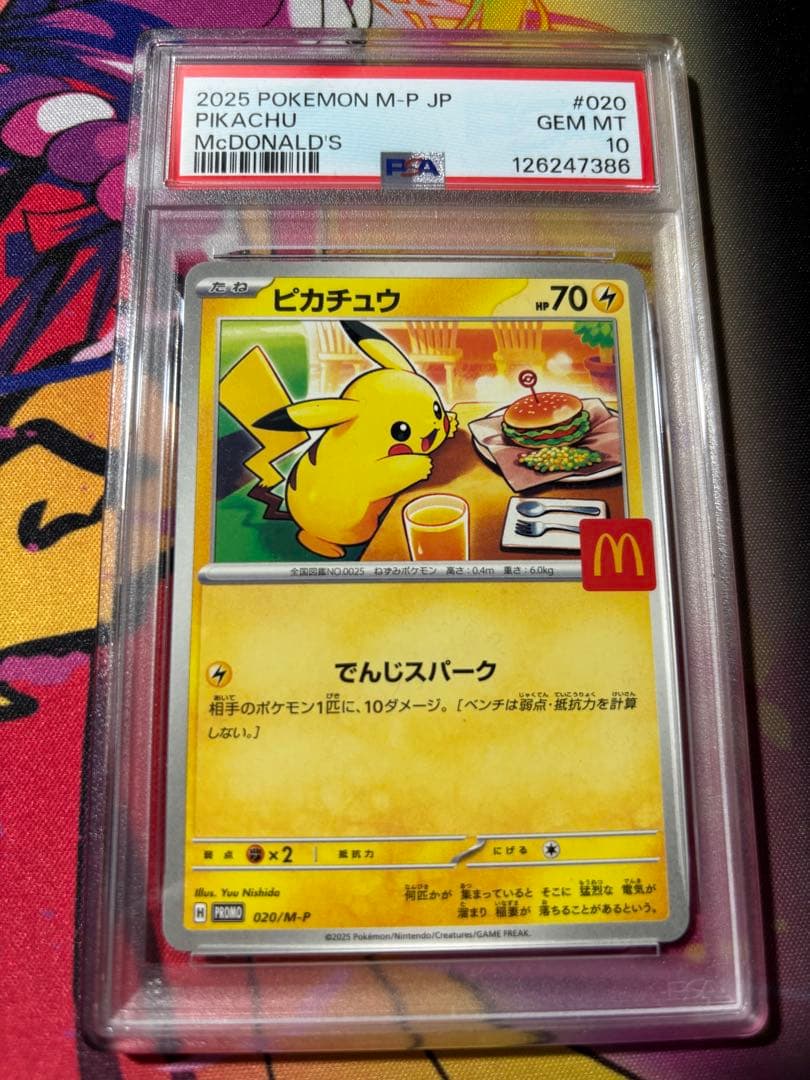 2025 POKEMON M-P JP #020
PIKACHU GEM MT
McDONALD'S 10
PSA 126247386
たね ピカチュウ HP70
M
全国図鑑NO.0025 ねずみポケモン 高さ:0.4m 重さ:6.0kg
でんじスパーク
相手のポケモン1匹に、10ダメージ。[ベンチは弱点・抵抗力を計算
しない。]
弱点 ×2 抵抗力 にげる
Illus. Yuu Nishida
何匹かが 集まっていると そこに 猛烈な 電気が
溜まり 稲妻が 落ちることがあるという。
H PROMO 020/M-P
©2025 Pokémon/Nintendo/Creatures/GAME FREAK.
PSA